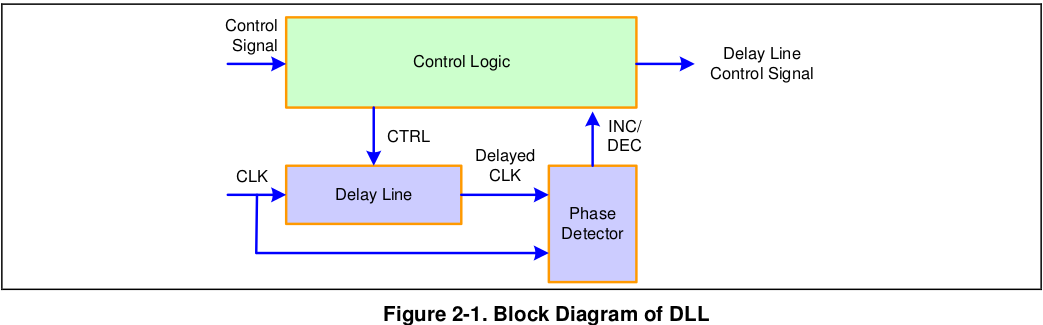 Control
Signal
Control Logic
Delay Line
Control Signal
CTRL
INC/
DEC
CLK
Delay Line
Delayed
CLK
Phase
Detector
Figure 2-1. Block Diagram of DLL